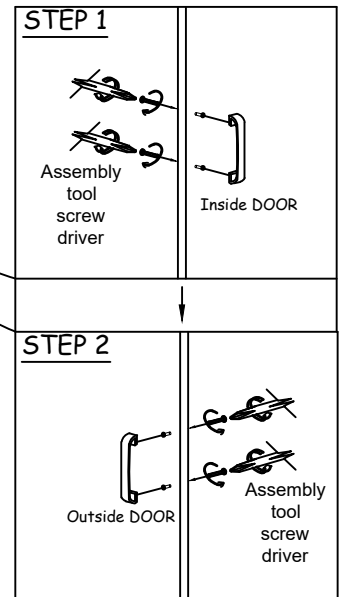 STEP 1
Assembly
tool
screw
driver
Inside DOOR
STEP 2
Outside DOOR
Assembly
tool
screw
driver